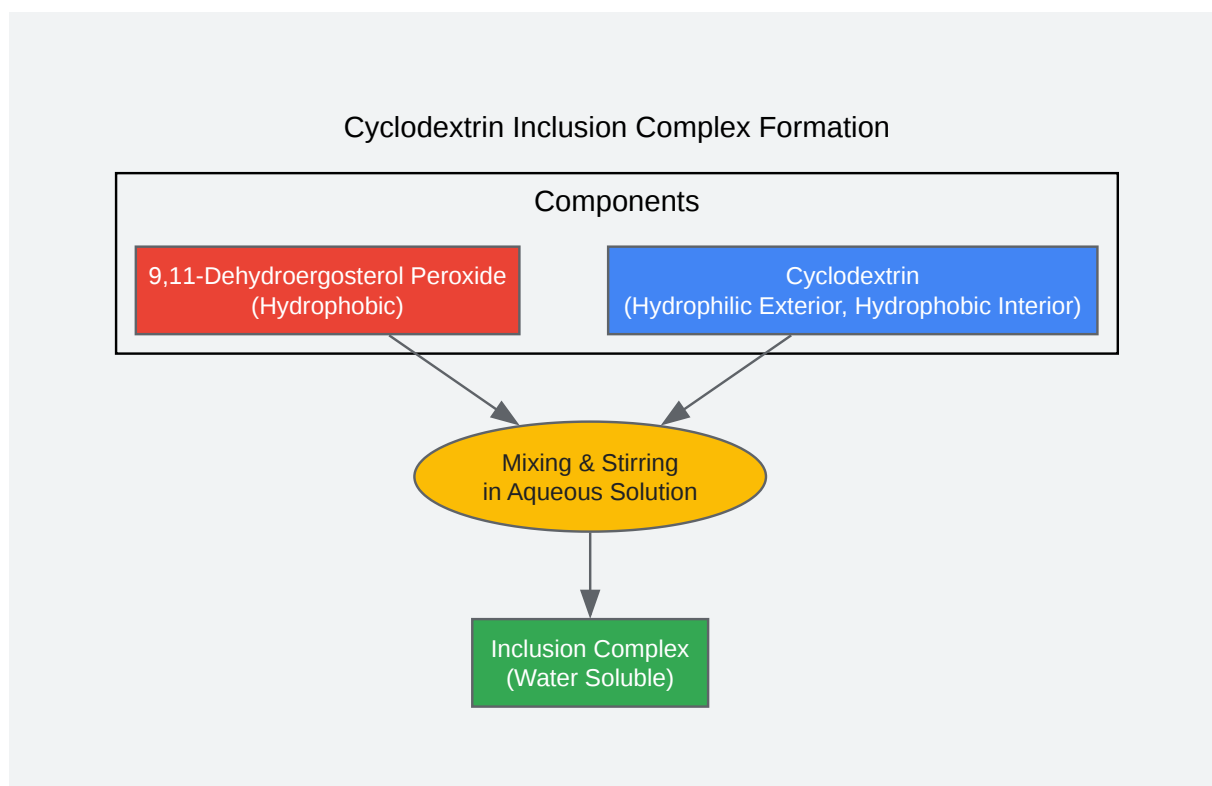 Cyclodextrin Inclusion Complex Formation
Components
9,11-Dehydroergosterol Peroxide
(Hydrophobic)
Cyclodextrin
(Hydrophilic Exterior, Hydrophobic Interior)
Mixing & Stirring
in Aqueous Solution
Inclusion Complex
(Water Soluble)